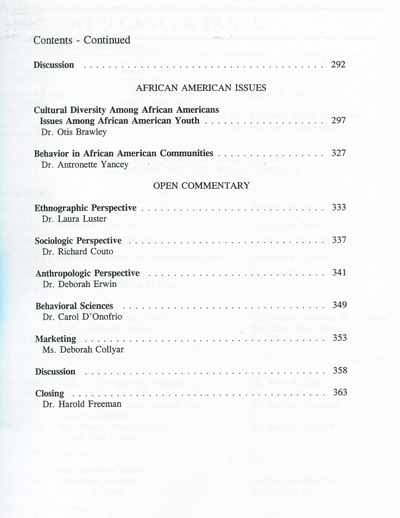 Contents - Continued
Discussion . . . . . . . . . . . . . . . . . . . . . . . . . . . . . . . . . . . . 292
AFRICAN AMERICAN ISSUES
Cultural Diversity Among African Americans
Issues Among African American Youth . . . . . . . . . . . . . . . . . . 297
Dr. Otis Brawley
Behavior in African American Communities . . . . . . . . . . . . . . . . 327
Dr. Antronette Yancey
OPEN COMMENTARY
Ethnographic Perspective . . . . . . . . . . . . . . . . . . . . . . . . . . . 333
Dr. Laura Luster
Sociologic Perspective . . . . . . . . . . . . . . . . . . . . . . . . . . . . . 337
Dr. Richard Couto
Anthropologic Perspective . . . . . . . . . . . . . . . . . . . . . . . . . . 341
Dr. Deborah Erwin
Behavioral Sciences . . . . . . . . . . . . . . . . . . . . . . . . . . . . . . 349
Dr. Carol D'Onofrio
Marketing . . . . . . . . . . . . . . . . . . . . . . . . . . . . . . . . . . . . 353
Ms. Deborah Collyar
Discussion . . . . . . . . . . . . . . . . . . . . . . . . . . . . . . . . . . . . 358
Closing . . . . . . . . . . . . . . . . . . . . . . . . . . . . . . . . . . . . . . 363
Dr. Harold Freeman